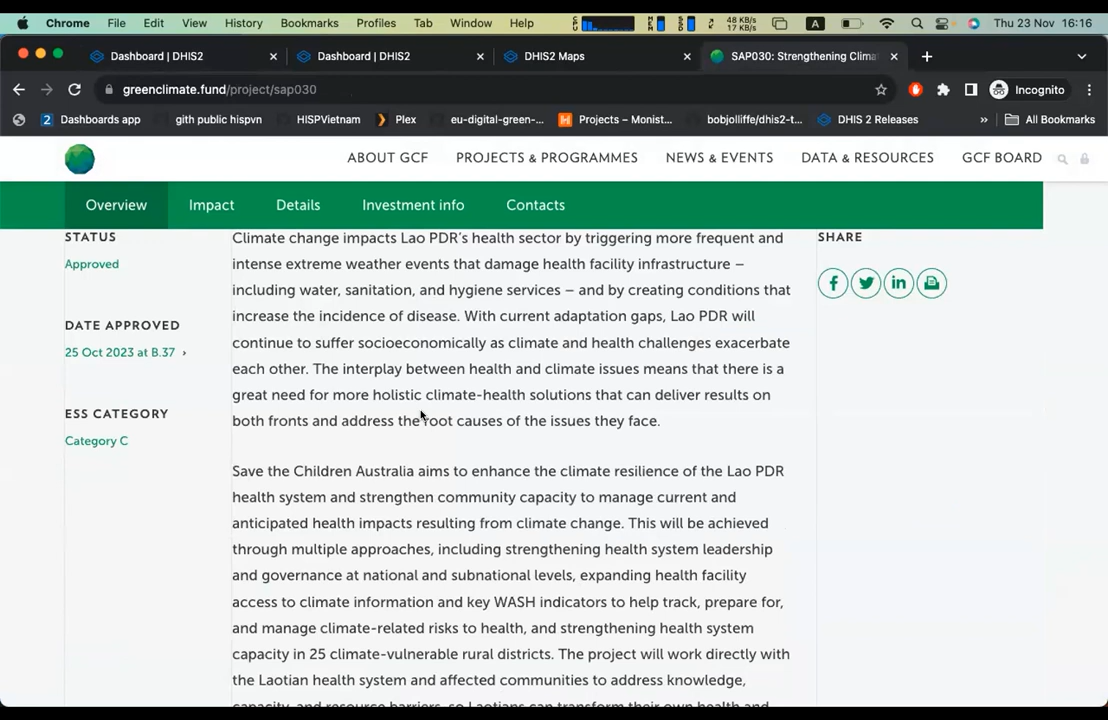 Chrome File Edit View History Bookmarks Profiles Tab Window Help 48 KB/s 17 KB/s A Thu 23 Nov 16:16
Dashboard | DHIS2 Dashboard | DHIS2 DHIS2 Maps SAP030: Strengthening Clima
greenclimate.fund/project/sap030 Incognito
2 Dashboards app gith public hispvn HISPVietnam Plex eu-digital-green-... Projects – Monist... bobjolliffe/dhis2-t... DHIS 2 Releases » All Bookmarks
ABOUT GCF PROJECTS & PROGRAMMES NEWS & EVENTS DATA & RESOURCES GCF BOARD
Overview Impact Details Investment info Contacts
STATUS
Approved
DATE APPROVED
25 Oct 2023 at B.37 ›
ESS CATEGORY
Category C
Climate change impacts Lao PDR’s health sector by triggering more frequent and
intense extreme weather events that damage health facility infrastructure –
including water, sanitation, and hygiene services – and by creating conditions that
increase the incidence of disease. With current adaptation gaps, Lao PDR will
continue to suffer socioeconomically as climate and health challenges exacerbate
each other. The interplay between health and climate issues means that there is a
great need for more holistic climate-health solutions that can deliver results on
both fronts and address the root causes of the issues they face.
Save the Children Australia aims to enhance the climate resilience of the Lao PDR
health system and strengthen community capacity to manage current and
anticipated health impacts resulting from climate change. This will be achieved
through multiple approaches, including strengthening health system leadership
and governance at national and subnational levels, expanding health facility
access to climate information and key WASH indicators to help track, prepare for,
and manage climate-related risks to health, and strengthening health system
capacity in 25 climate-vulnerable rural districts. The project will work directly with
the Laotian health system and affected communities to address knowledge,
capacity, and resource barriers, so Laotians can transform their own health and
SHARE